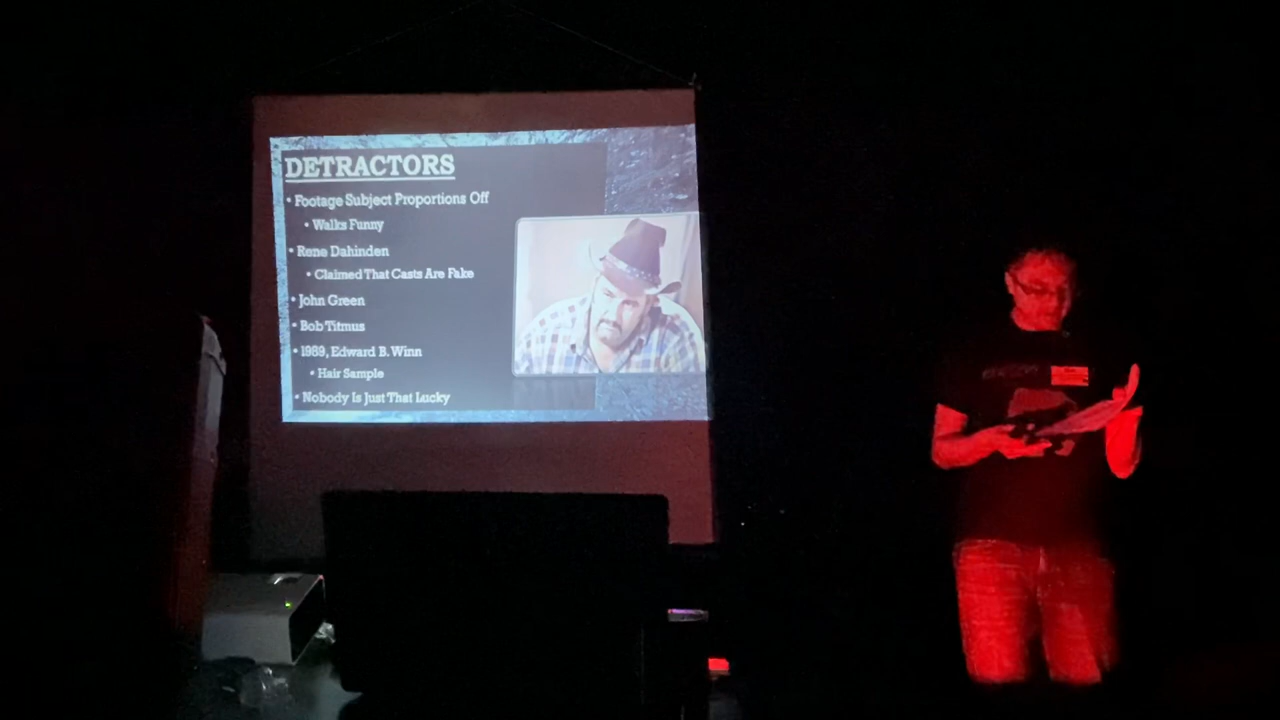 DETRACTORS
• Footage Subject Proportions Off
• Walks Funny
• Rene Dahinden
• Claimed That Casts Are Fake
• John Green
• Bob Titmus
• 1989, Edward B. Winn
• Hair Sample
• Nobody Is Just That Lucky